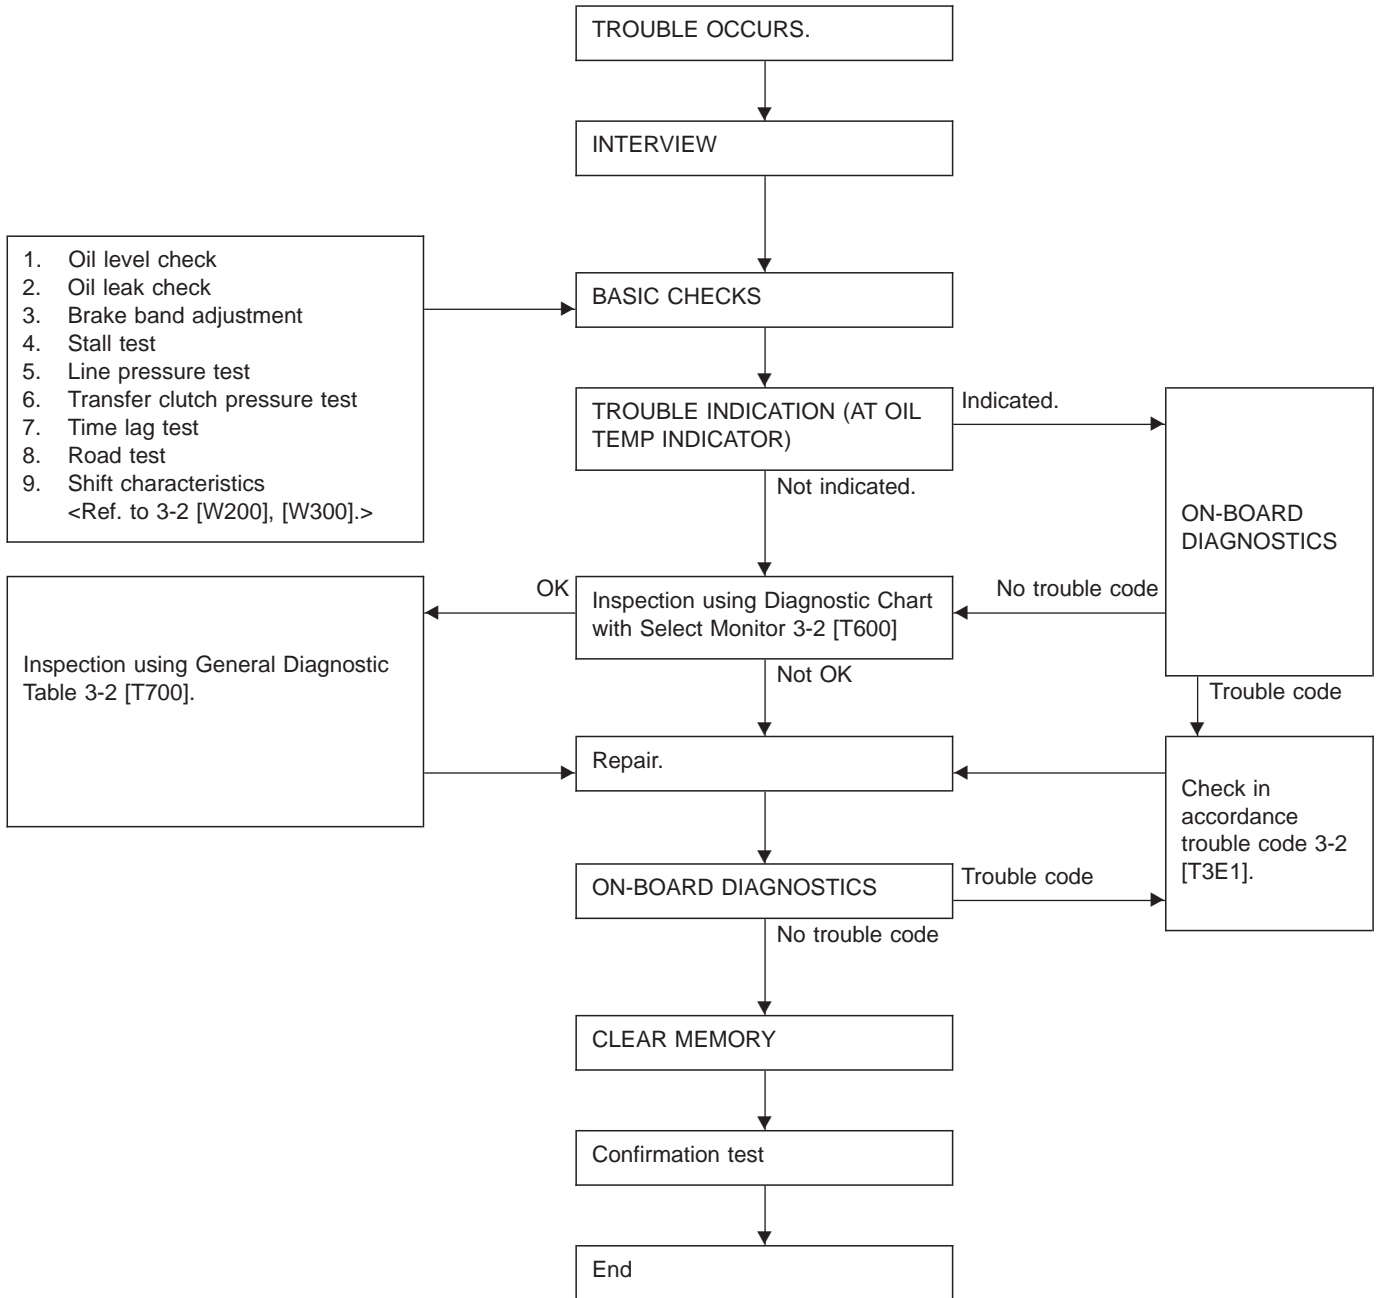 TROUBLE OCCURS.
INTERVIEW
1. Oil level check
2. Oil leak check
3. Brake band adjustment
4. Stall test
5. Line pressure test
6. Transfer clutch pressure test
7. Time lag test
8. Road test
9. Shift characteristics
<Ref. to 3-2 [W200], [W300].>
BASIC CHECKS
TROUBLE INDICATION (AT OIL
TEMP INDICATOR)
Indicated.
Not indicated.
ON-BOARD
DIAGNOSTICS
No trouble code
Trouble code
Inspection using Diagnostic Chart
with Select Monitor 3-2 [T600]
OK
Not OK
Inspection using General Diagnostic
Table 3-2 [T700].
Repair.
Check in
accordance
trouble code 3-2
[T3E1].
ON-BOARD DIAGNOSTICS
Trouble code
No trouble code
CLEAR MEMORY
Confirmation test
End